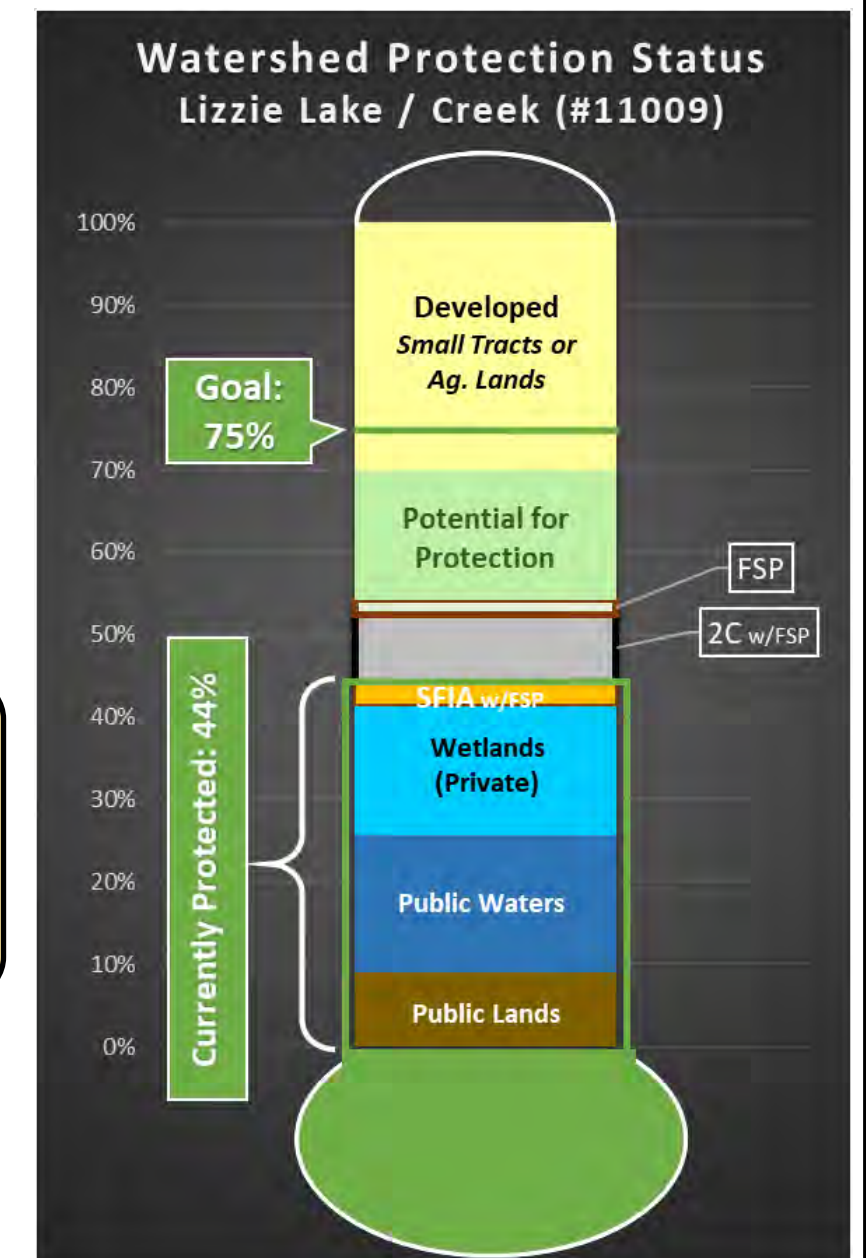 Watershed Protection Status
Lizzie Lake / Creek (#11009)
100%
90%
80%
70%
60%
50%
40%
30%
20%
10%
0%
Goal:
75%
Currently Protected: 44%
Developed
Small Tracts or
Ag. Lands
Potential for
Protection
FSP
2C w/FSP
SFIA w/FSP
Wetlands
(Private)
Public Waters
Public Lands